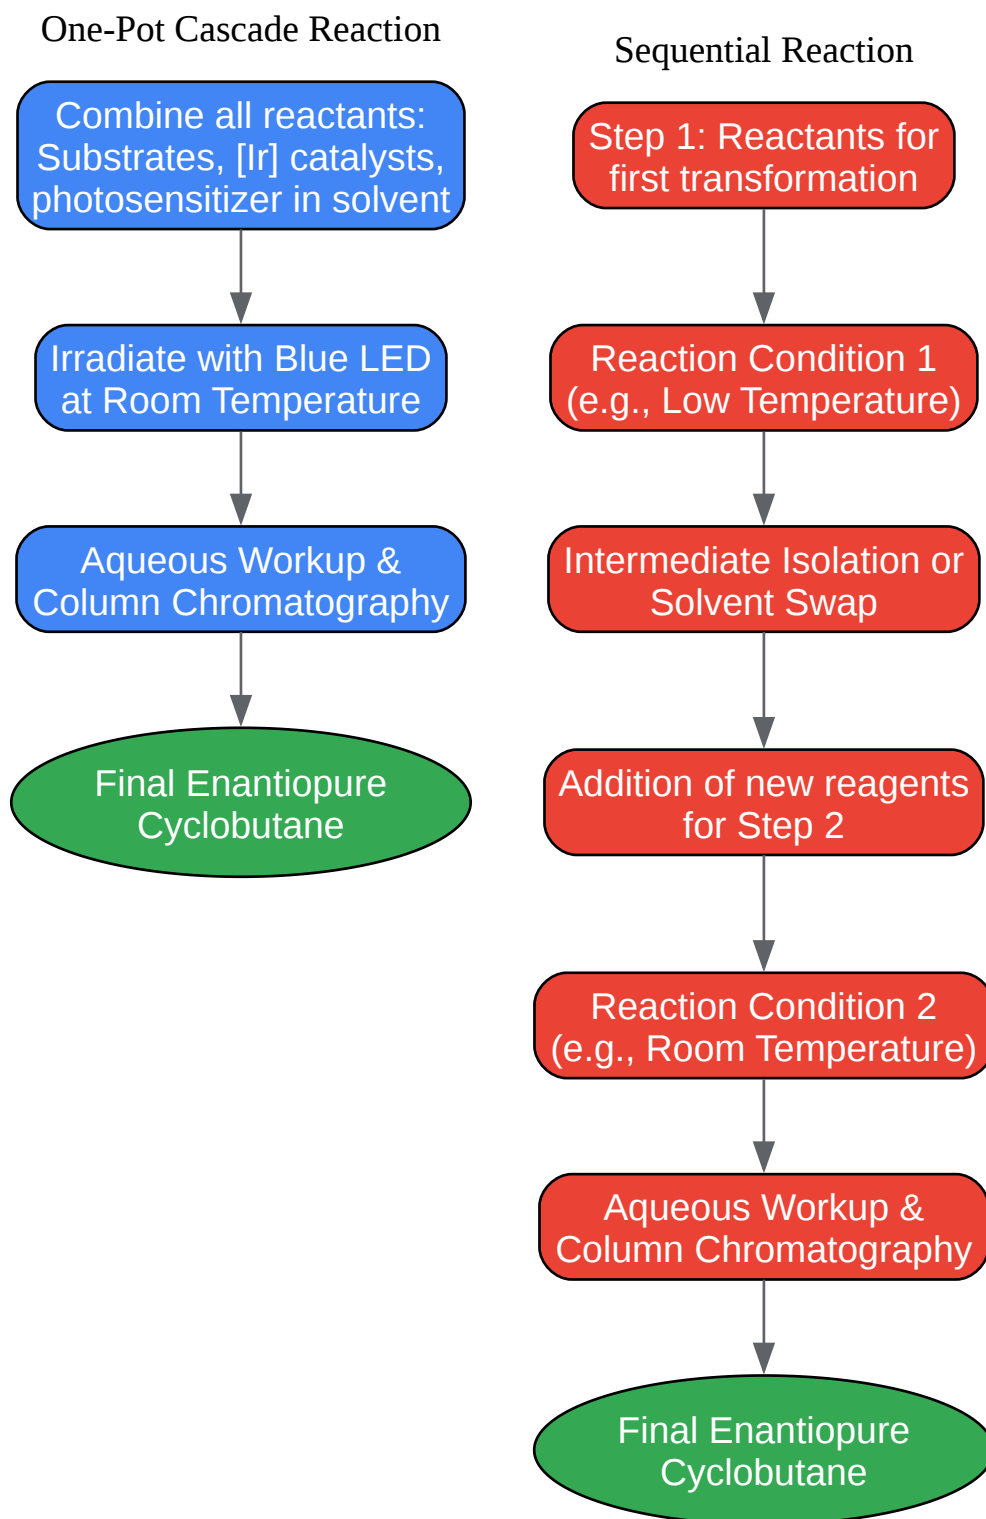 One-Pot Cascade Reaction
Combine all reactants:
Substrates, [Ir] catalysts,
photosensitizer in solvent
Irradiate with Blue LED
at Room Temperature
Aqueous Workup &
Column Chromatography
Final Enantiopure
Cyclobutane
Sequential Reaction
Step 1: Reactants for
first transformation
Reaction Condition 1
(e.g., Low Temperature)
Intermediate Isolation or
Solvent Swap
Addition of new reagents
for Step 2
Reaction Condition 2
(e.g., Room Temperature)
Aqueous Workup &
Column Chromatography
Final Enantiopure
Cyclobutane